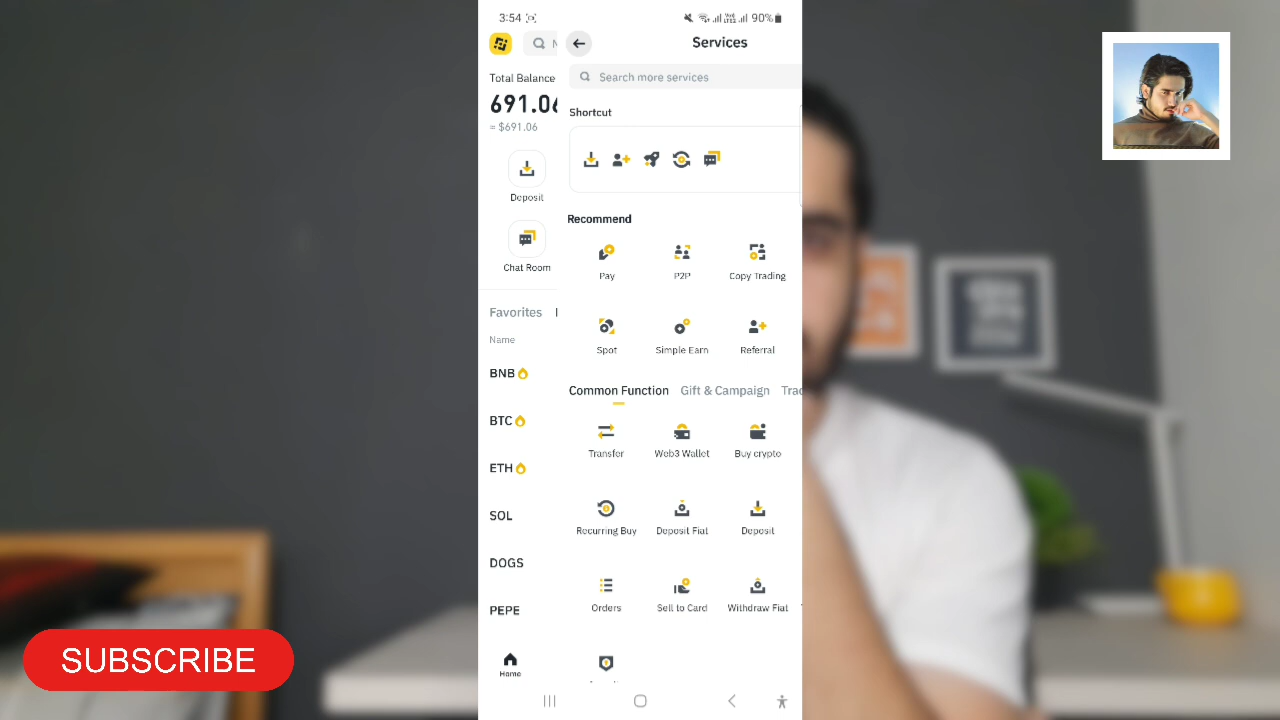 3:54
90%
N
Services
Total Balance
Search more services
691.06
≈ $691.06
Shortcut
Deposit
Recommend
Chat Room
Pay
P2P
Copy Trading
Favorites
Name
Spot
Simple Earn
Referral
BNB
Common Function
Gift & Campaign
Trad
BTC
Transfer
Web3 Wallet
Buy crypto
ETH
SOL
Recurring Buy
Deposit Fiat
Deposit
DOGS
PEPE
Orders
Sell to Card
Withdraw Fiat
SUBSCRIBE
Home